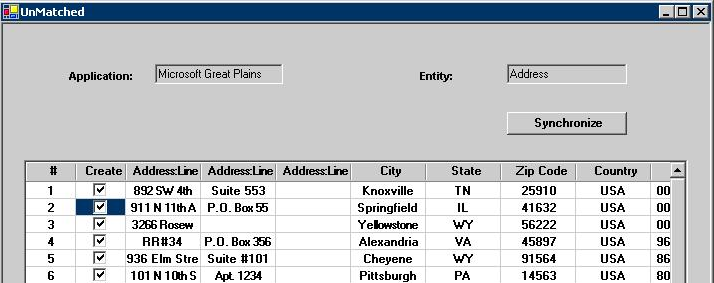 UnMatched
Application: Microsoft Great Plains Entity: Address
Synchronize
# Create Address:Line Address:Line Address:Line City State Zip Code Country
1 892 SW 4th Suite 553 Knoxville TN 25910 USA 00
2 911 N 11th A P.O. Box 55 Springfield IL 41632 USA 00
3 3266 Rosew Yellowstone WY 56222 USA 00
4 RR#34 P.O. Box 356 Alexandria VA 45897 USA 96
5 936 Elm Stre Suite #101 Cheyene WY 91564 USA 86
6 101 N 10th S Apt. 1234 Pittsburgh PA 14563 USA 80